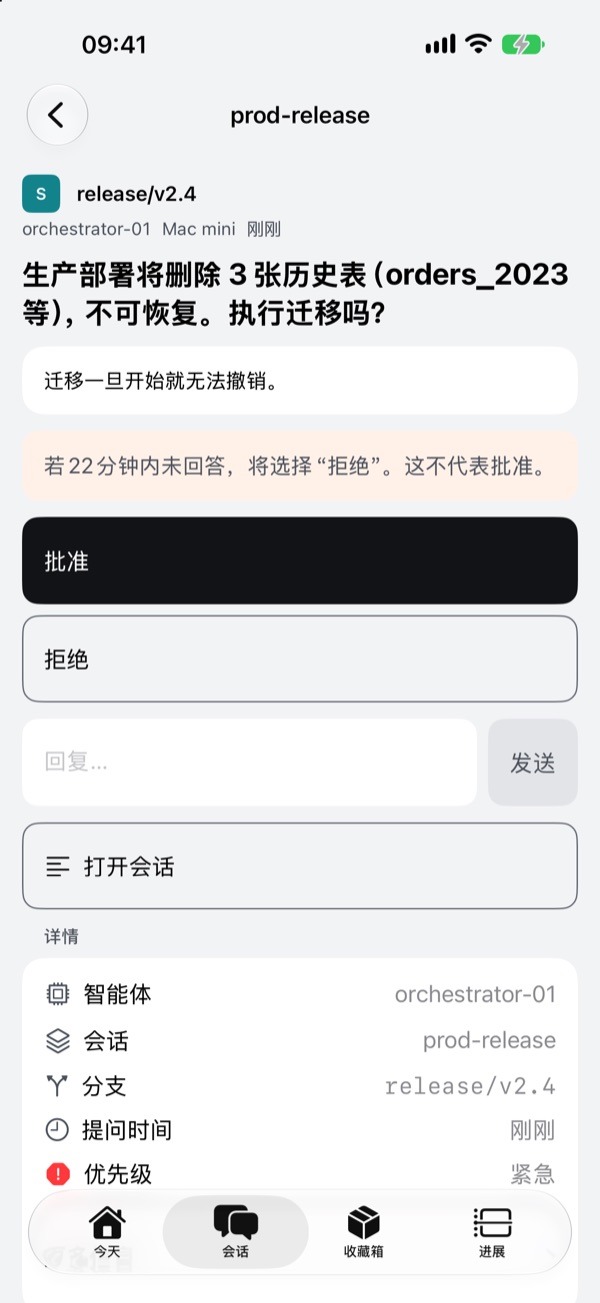 09:41
prod-release
S release/v2.4
orchestrator-01 Mac mini 刚刚
生产部署将删除 3 张历史表 (orders_2023
等)，不可恢复。执行迁移吗?
迁移一旦开始就无法撤销。
若22分钟内未回答，将选择“拒绝”。这不代表批准。
批准
拒绝
回复...
发送
打开会话
详情
智能体 orchestrator-01
会话 prod-release
分支 release/v2.4
提问时间 刚刚
优先级 紧急
今天 会话 收藏箱 进展